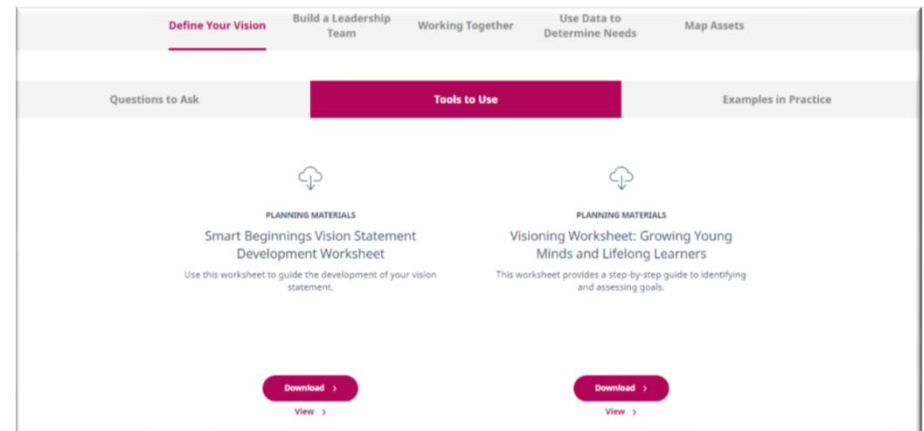 Define Your Vision
Build a Leadership
Team
Working Together
Use Data to
Determine Needs
Map Assets
Questions to Ask
Tools to Use
Examples in Practice
PLANNING MATERIALS
Smart Beginnings Vision Statement
Development Worksheet
Use this worksheet to guide the development of your vision
statement.
Download >
View >
PLANNING MATERIALS
Visioning Worksheet: Growing Young
Minds and Lifelong Learners
This worksheet provides a step-by-step guide to identifying
and assessing goals.
Download >
View >